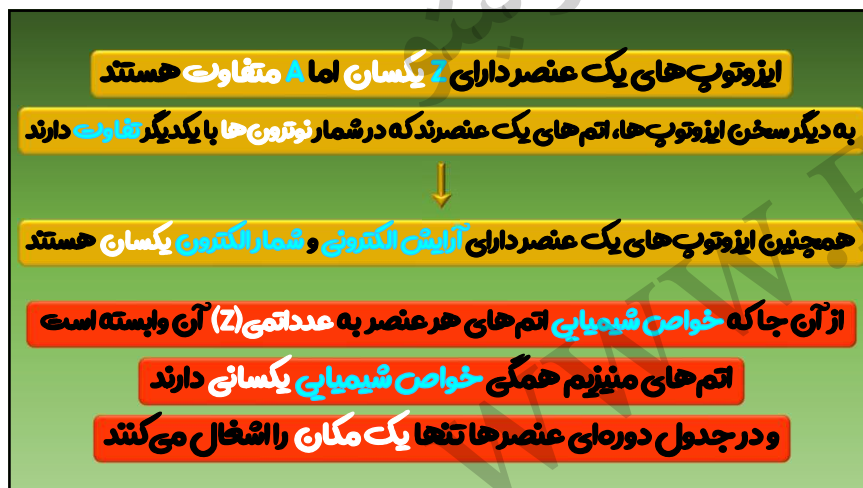 ایزوتوپ‌های یک عنصر دارای Z یکسان اما A متفاوت هستند
به دیگر سخن ایزوتوپ‌ها، اتم‌های یک عنصرند که در شمار نوترون‌ها با یکدیگر تفاوت دارند
همچنین ایزوتوپ‌های یک عنصر دارای آرایش الکترونی و شمار الکترون یکسان هستند
از آن جا که خواص شیمیایی اتم‌های هر عنصر به عدداتمی(Z) آن وابسته است
اتم‌های منیزیم همگی خواص شیمیایی یکسانی دارند
و در جدول دوره‌ای عنصرها تنها یک مکان را اشغال می‌کنند
WWW.